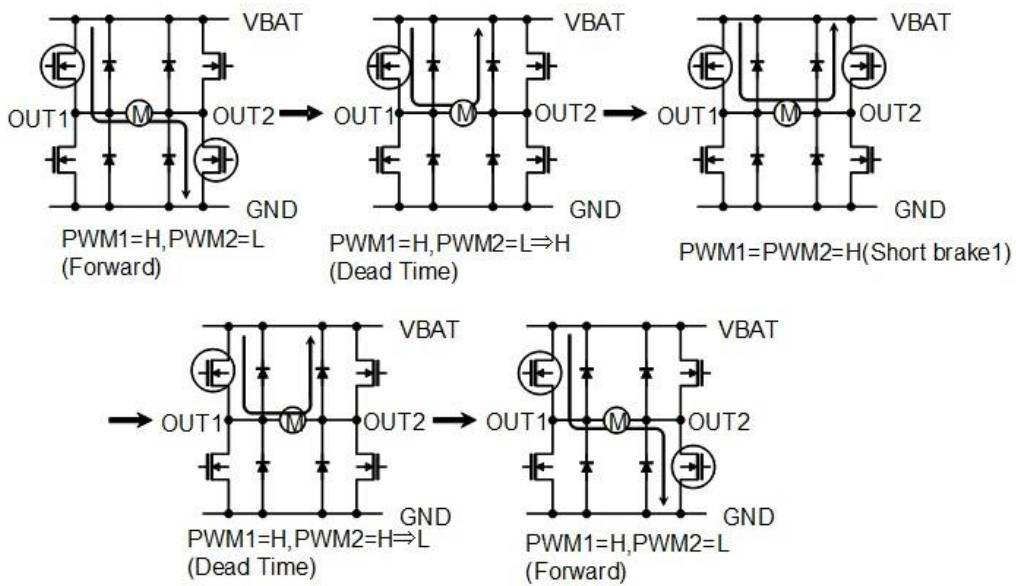 VBAT
OUT1 M OUT2
GND
PWM1=H,PWM2=L
(Forward)
VBAT
OUT1 M OUT2
GND
PWM1=H,PWM2=L⇒H
(Dead Time)
VBAT
OUT1 M OUT2
GND
PWM1=PWM2=H(Short brake1)
VBAT
OUT1 M OUT2
GND
PWM1=H,PWM2=H⇒L
(Dead Time)
VBAT
OUT1 M OUT2
GND
PWM1=H,PWM2=L
(Forward)